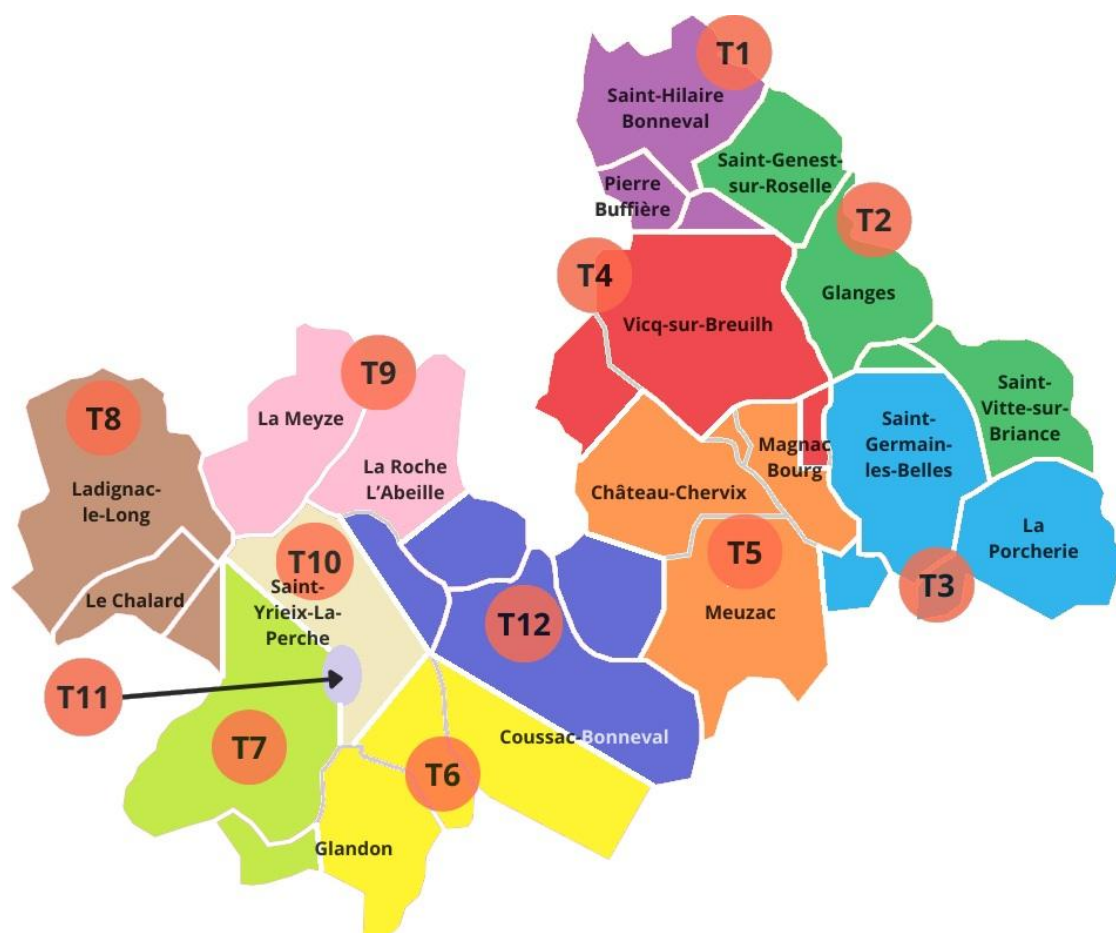 T1
Saint-Hilaire
Bonneval
Saint-Genest-
sur-Roselle
Pierre
Buffière
T2
T4
Glanges
Vicq-sur-Breuilh
T9
Saint-
Vitte-sur-
Briance
T8
La Meyze
Saint-
Germain-
les-Belles
Magnac
Bourg
La Roche
L'Abeille
Ladignac-
le-Long
Château-Chervix
La
Porcherie
T10
T5
T3
Saint-
Yrieix-La-
Perche
Le Chalard
Meuzac
T12
T11
T7
Coussac-Bonneval
T6
Glandon